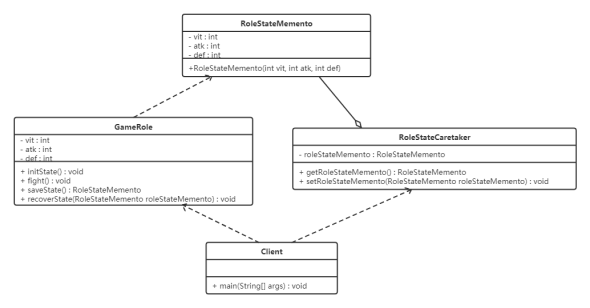 RoleStateMemento
- vit : int
- atk : int
- def : int
+RoleStateMemento(int vit, int atk, int def)
GameRole
- vit : int
- atk : int
- def : int
+ initState() : void
+ fight() : void
+ saveState() : RoleStateMemento
+ recoverState(RoleStateMemento roleStateMemento) : void
RoleStateCaretaker
- roleStateMemento : RoleStateMemento
+ getRoleStateMemento() : RoleStateMemento
+ setRoleStateMemento(RoleStateMemento roleStateMemento) : void
Client
+ main(String[] args) : void